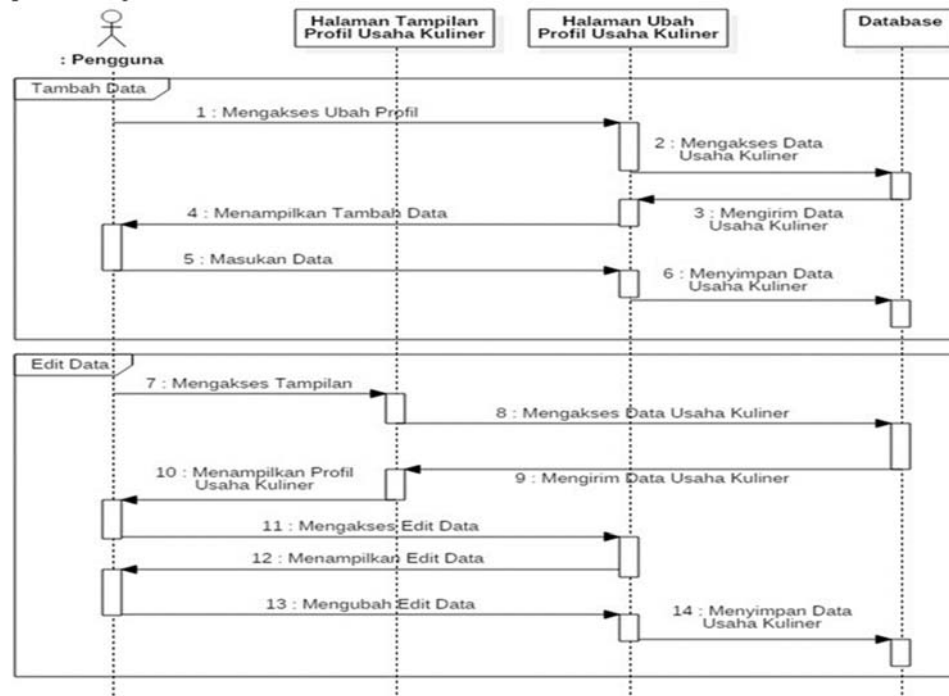 Halaman Tampilan
Profil Usaha Kuliner
Halaman Ubah
Profil Usaha Kuliner
Database
: Pengguna
Tambah Data
1 : Mengakses Ubah Profil
2 : Mengakses Data
Usaha Kuliner
3 : Mengirim Data
Usaha Kuliner
4 : Menampilkan Tambah Data
5 : Masukan Data
6 : Menyimpan Data
Usaha Kuliner
Edit Data
7 : Mengakses Tampilan
8 : Mengakses Data Usaha Kuliner
9 : Mengirim Data Usaha Kuliner
10 : Menampilkan Profil
Usaha Kuliner
11 : Mengakses Edit Data
12 : Menampilkan Edit Data
13 : Mengubah Edit Data
14 : Menyimpan Data
Usaha Kuliner